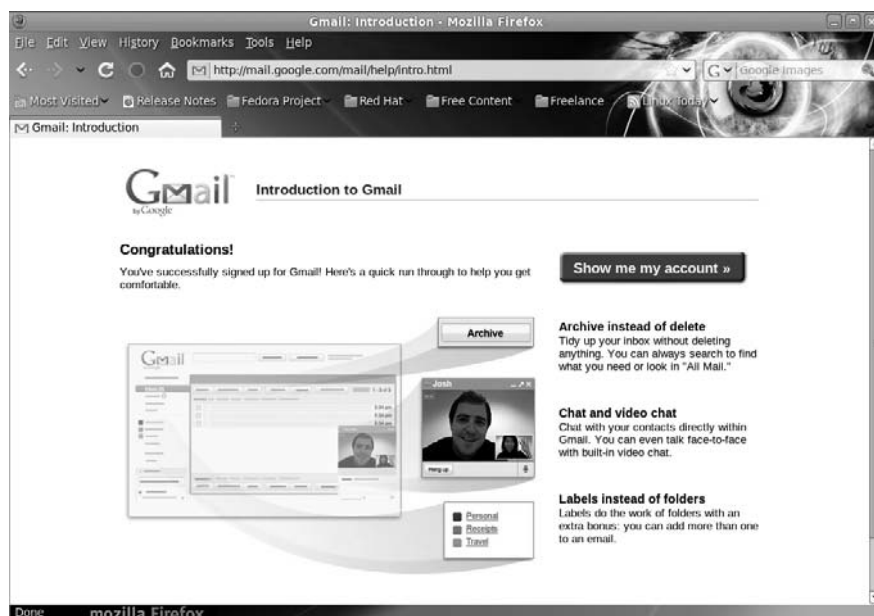 Gmail: Introduction - Mozilla Firefox
File Edit View History Bookmarks Tools Help
http://mail.google.com/mail/help/intro.html
G Google Images
Most Visited Release Notes Fedora Project Red Hat Free Content Freelance Linux Today
Gmail: Introduction
Gmail
by Google
Introduction to Gmail
Congratulations!
You've successfully signed up for Gmail! Here's a quick run through to help you get
comfortable.
Show me my account »
Gmail
Archive
Archive instead of delete
Tidy up your inbox without deleting
anything. You can always search to find
what you need or look in "All Mail."
Josh
Hang up
Chat and video chat
Chat with your contacts directly within
Gmail. You can even talk face-to-face
with built-in video chat.
Personal
Receipts
Travel
Labels instead of folders
Labels do the work of folders with an
extra bonus: you can add more than one
to an email.
Done
mozilla Firefox